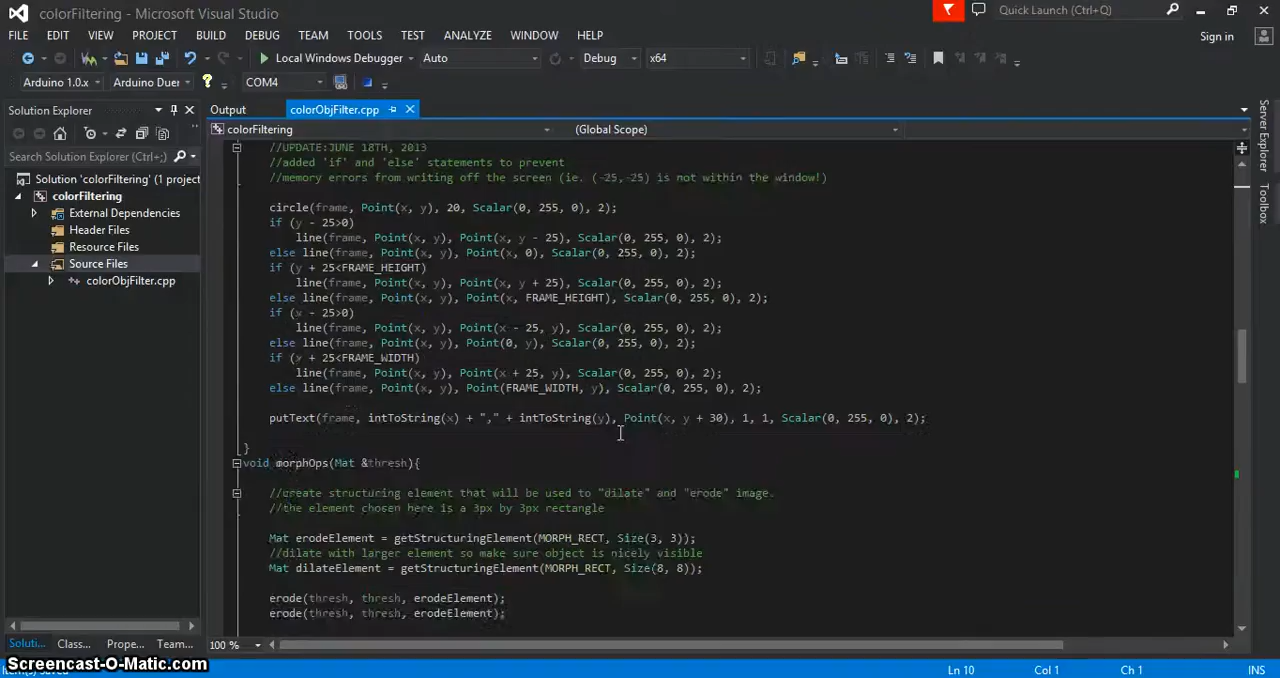 colorFiltering - Microsoft Visual Studio
Quick Launch (Ctrl+Q)
FILE EDIT VIEW PROJECT BUILD DEBUG TEAM TOOLS TEST ANALYZE WINDOW HELP
Sign in
Local Windows Debugger Auto Debug x64
Arduino 1.0.x Arduino Duer COM4
Solution Explorer
Output colorObjFilter.cpp
colorFiltering (Global Scope)
Search Solution Explorer (Ctrl+;)
Solution 'colorFiltering' (1 project
colorFiltering
External Dependencies
Header Files
Resource Files
Source Files
colorObjFilter.cpp
//UPDATE:JUNE 18TH, 2013
//added 'if' and 'else' statements to prevent
//memory errors from writing off the screen (ie. (-25,-25) is not within the window!)
circle(frame, Point(x, y), 20, Scalar(0, 255, 0), 2);
if (y - 25>0)
line(frame, Point(x, y), Point(x, y - 25), Scalar(0, 255, 0), 2);
else line(frame, Point(x, y), Point(x, 0), Scalar(0, 255, 0), 2);
if (y + 25<FRAME_HEIGHT)
line(frame, Point(x, y), Point(x, y + 25), Scalar(0, 255, 0), 2);
else line(frame, Point(x, y), Point(x, FRAME_HEIGHT), Scalar(0, 255, 0), 2);
if (x - 25>0)
line(frame, Point(x, y), Point(x - 25, y), Scalar(0, 255, 0), 2);
else line(frame, Point(x, y), Point(0, y), Scalar(0, 255, 0), 2);
if (x + 25<FRAME_WIDTH)
line(frame, Point(x, y), Point(x + 25, y), Scalar(0, 255, 0), 2);
else line(frame, Point(x, y), Point(FRAME_WIDTH, y), Scalar(0, 255, 0), 2);
putText(frame, intToString(x) + "," + intToString(y), Point(x, y + 30), 1, 1, Scalar(0, 255, 0), 2);
}
void morphOps(Mat &thresh){
//create structuring element that will be used to "dilate" and "erode" image.
//the element chosen here is a 3px by 3px rectangle
Mat erodeElement = getStructuringElement(MORPH_RECT, Size(3, 3));
//dilate with larger element so make sure object is nicely visible
Mat dilateElement = getStructuringElement(MORPH_RECT, Size(8, 8));
erode(thresh, thresh, erodeElement);
erode(thresh, thresh, erodeElement);
Server Explorer
Toolbox
Soluti... Class... Prope... Team...
100 %
Screencast-O-Matic.com
Saved
Ln 10 Col 1 Ch 1 INS